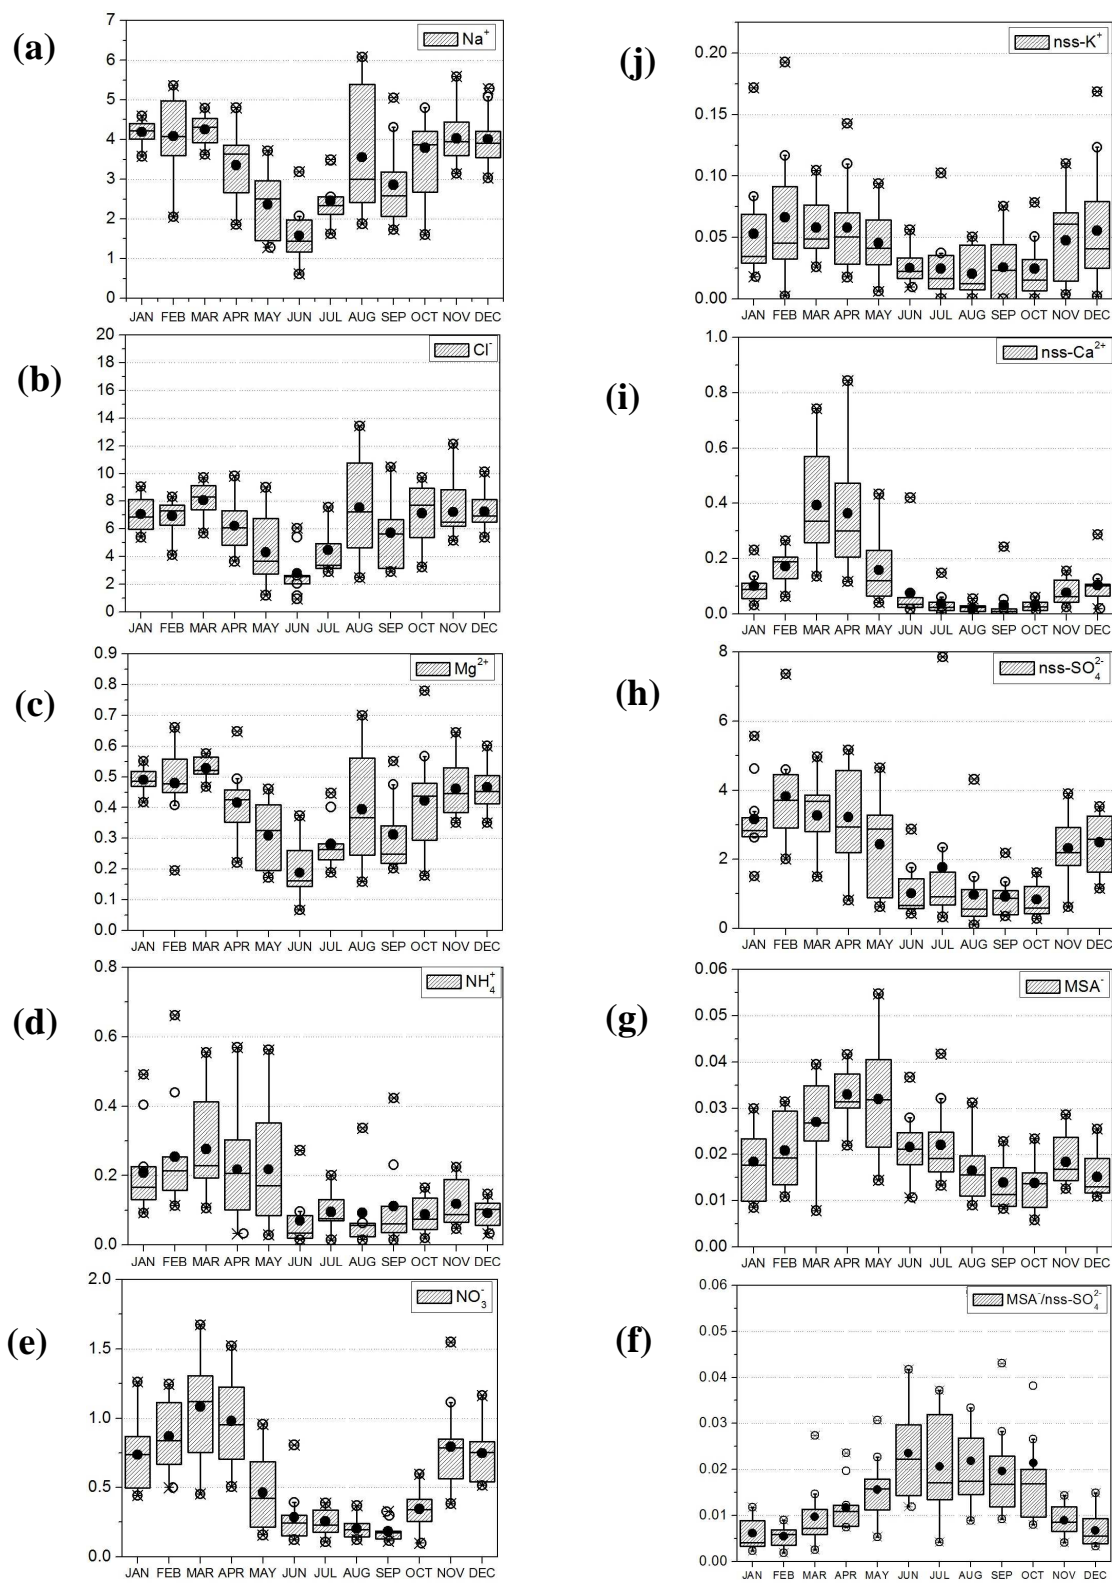 (a)
Na⁺
7
6
5
4
3
2
1
0
JAN FEB MAR APR MAY JUN JUL AUG SEP OCT NOV DEC
(b)
Cl⁻
20
18
16
14
12
10
8
6
4
2
0
JAN FEB MAR APR MAY JUN JUL AUG SEP OCT NOV DEC
(c)
Mg²⁺
0.9
0.8
0.7
0.6
0.5
0.4
0.3
0.2
0.1
0.0
JAN FEB MAR APR MAY JUN JUL AUG SEP OCT NOV DEC
(d)
NH₄⁺
0.8
0.6
0.4
0.2
0.0
JAN FEB MAR APR MAY JUN JUL AUG SEP OCT NOV DEC
(e)
NO₃⁻
2.0
1.5
1.0
0.5
0.0
JAN FEB MAR APR MAY JUN JUL AUG SEP OCT NOV DEC
(j)
nss-K⁺
0.20
0.15
0.10
0.05
0.00
JAN FEB MAR APR MAY JUN JUL AUG SEP OCT NOV DEC
(i)
nss-Ca²⁺
1.0
0.8
0.6
0.4
0.2
0.0
JAN FEB MAR APR MAY JUN JUL AUG SEP OCT NOV DEC
(h)
nss-SO₄²⁻
8
6
4
2
0
JAN FEB MAR APR MAY JUN JUL AUG SEP OCT NOV DEC
(g)
MSA⁻
0.06
0.05
0.04
0.03
0.02
0.01
0.00
JAN FEB MAR APR MAY JUN JUL AUG SEP OCT NOV DEC
(f)
MSA⁻/nss-SO₄²⁻
0.06
0.05
0.04
0.03
0.02
0.01
0.00
JAN FEB MAR APR MAY JUN JUL AUG SEP OCT NOV DEC